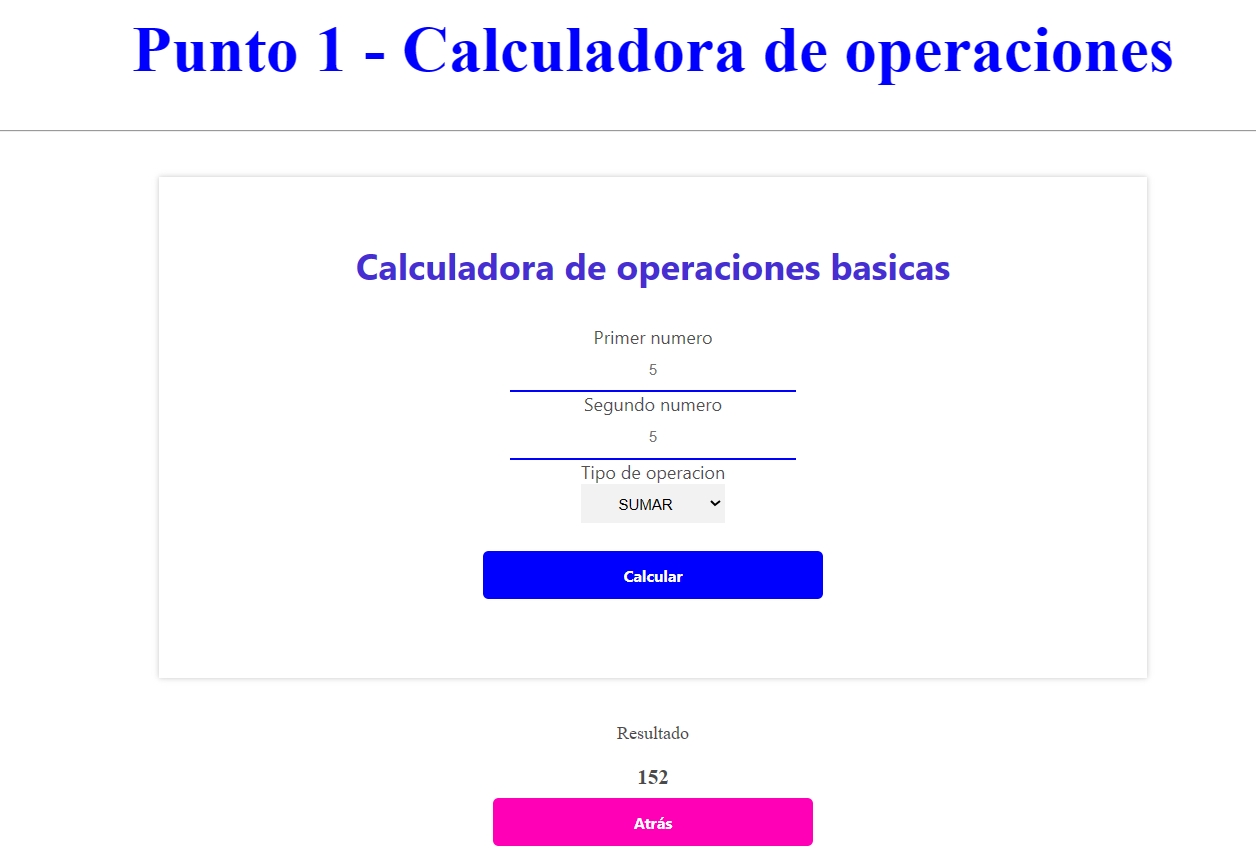 Punto 1 - Calculadora de operaciones
Calculadora de operaciones basicas
Primer numero
5
Segundo numero
5
Tipo de operacion
SUMAR
Calcular
Resultado
152
Atrás